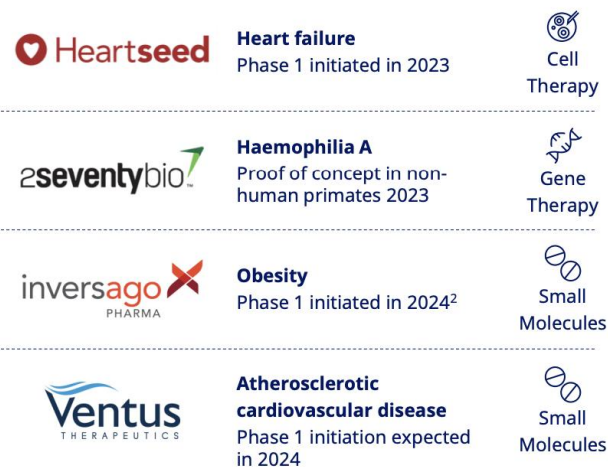 Heartseed
Heart failure
Phase 1 initiated in 2023
Cell
Therapy
2seventybio™
Haemophilia A
Proof of concept in non-
human primates 2023
Gene
Therapy
inversago
PHARMA
Obesity
Phase 1 initiated in 2024²
Small
Molecules
Ventus
THERAPEUTICS
Atherosclerotic
cardiovascular disease
Phase 1 initiation expected
in 2024
Small
Molecules